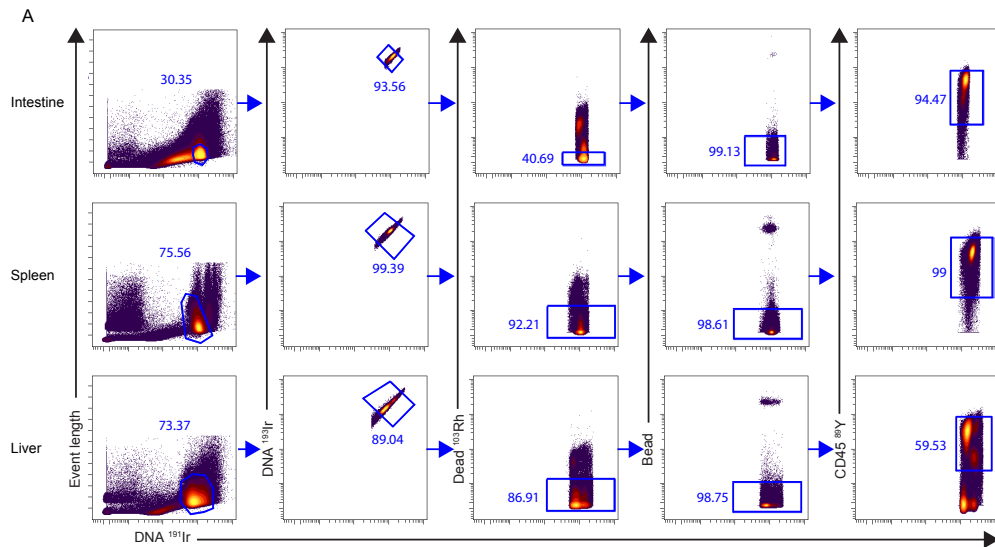 A
Intestine
30.35
93.56
40.69
99.13
94.47
Spleen
75.56
99.39
92.21
98.61
99
Liver
73.37
89.04
86.91
98.75
59.53
Event length
DNA ¹⁹³Ir
Dead ¹⁰³Rh
Bead
CD45 ⁸⁹Y
DNA ¹⁹¹Ir